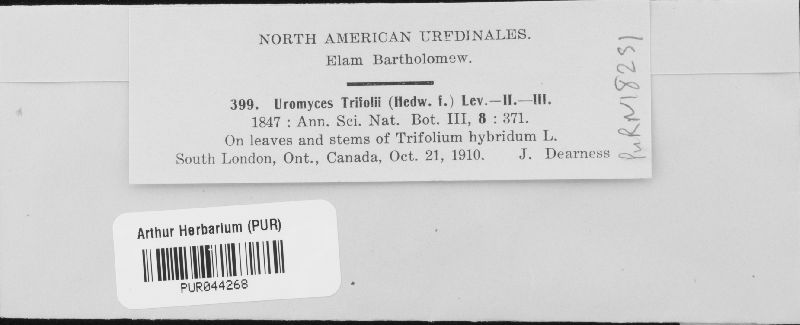 NORTH AMERICAN UREDINALES.
Elam Bartholomew.
399. Uromyces Trifolii (Hedw. f.) Lev.—II.—III.
1847 : Ann. Sci. Nat. Bot. III, 8 : 371.
On leaves and stems of Trifolium hybridum L.
South London, Ont., Canada, Oct. 21, 1910. J. Dearness
PURN18251
Arthur Herbarium (PUR)
PUR044268